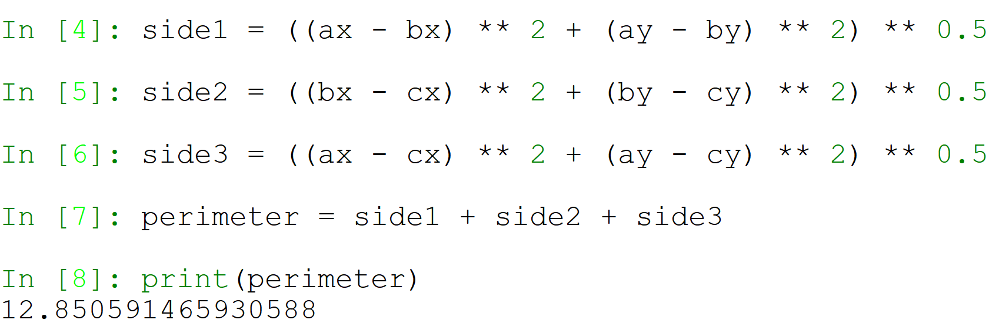 In [4]: side1 = ((ax - bx) ** 2 + (ay - by) ** 2) ** 0.5
In [5]: side2 = ((bx - cx) ** 2 + (by - cy) ** 2) ** 0.5
In [6]: side3 = ((ax - cx) ** 2 + (ay - cy) ** 2) ** 0.5
In [7]: perimeter = side1 + side2 + side3
In [8]: print(perimeter)
12.850591465930588